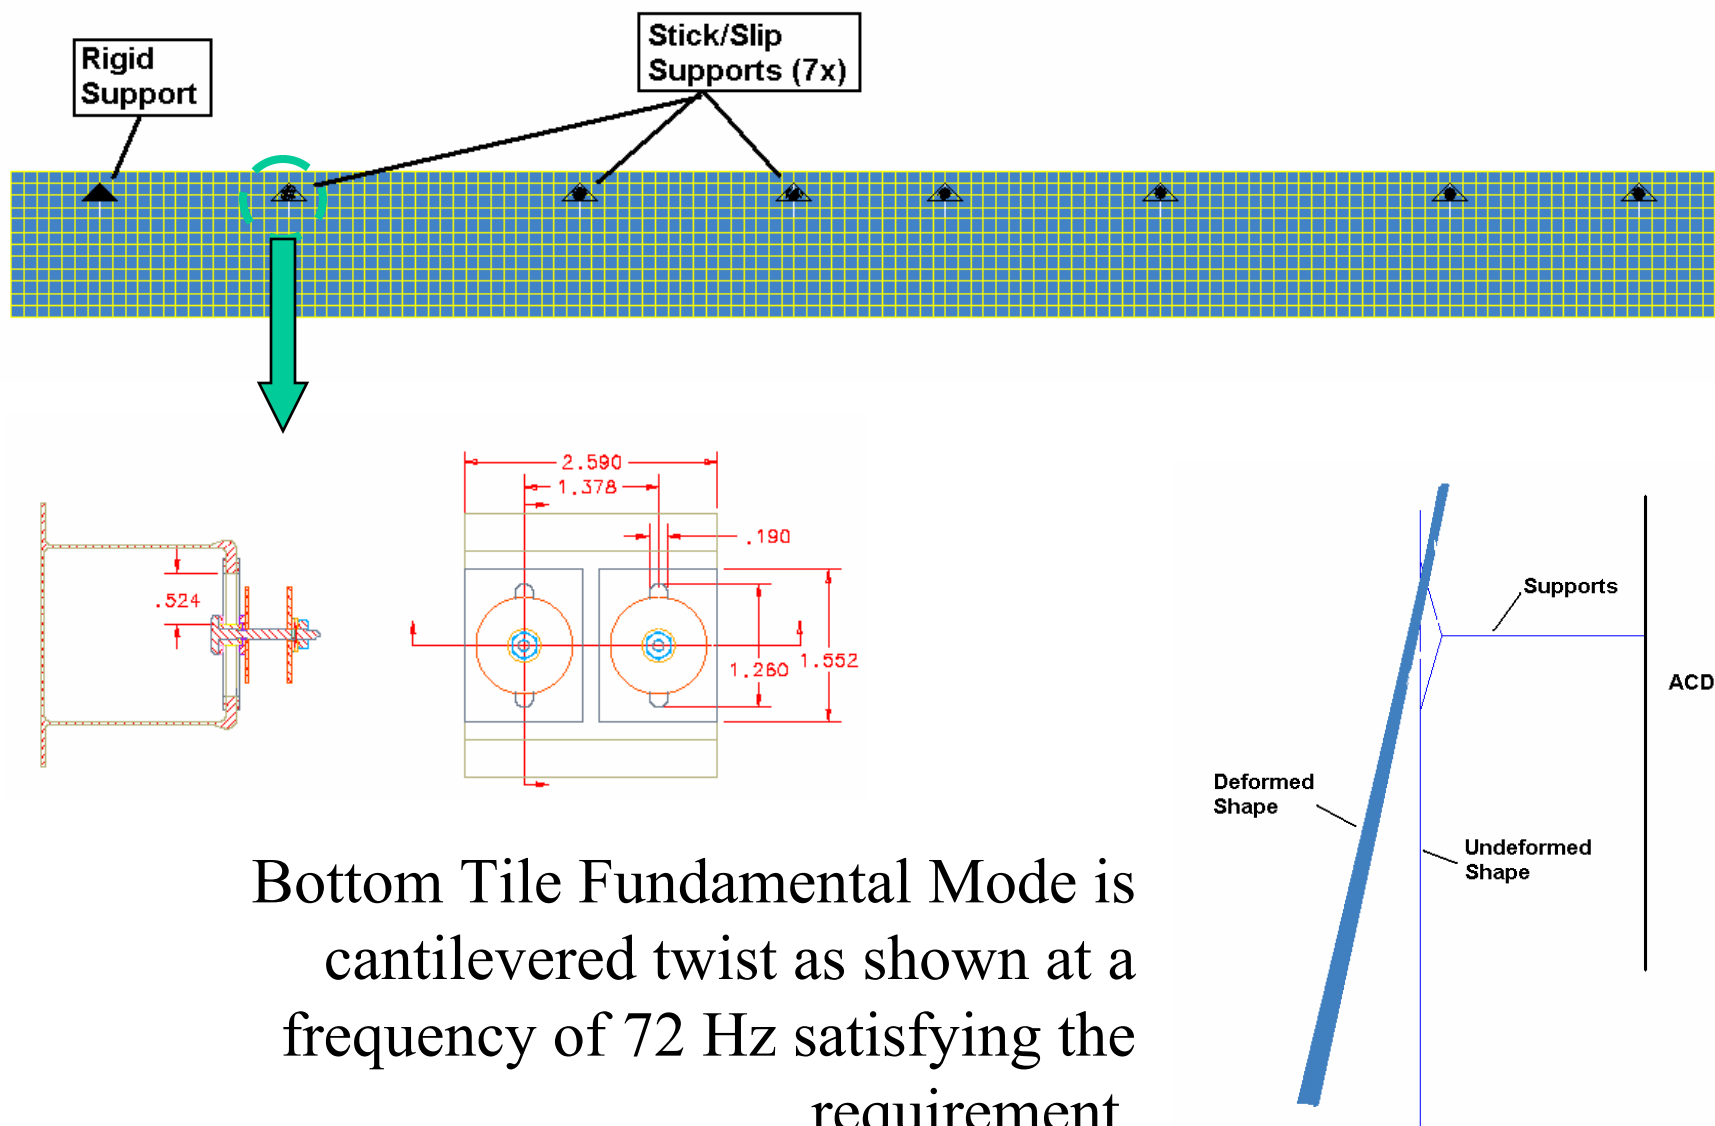 Rigid
Support
Stick/Slip
Supports (7x)
2.590
1.378
.190
.524
1.260
1.552
Supports
ACD
Deformed
Shape
Undeformed
Shape
Bottom Tile Fundamental Mode is
cantilevered twist as shown at a
frequency of 72 Hz satisfying the
requirement.